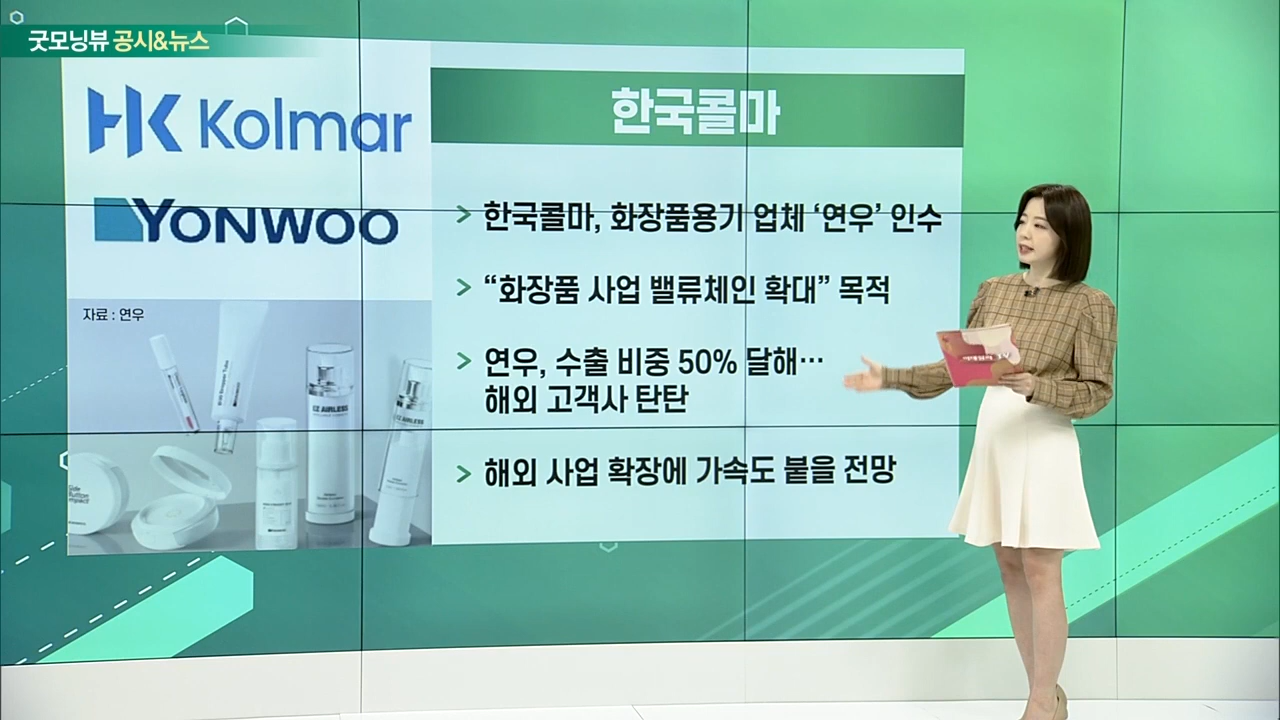 굿모닝뷰 공시&뉴스
HK Kolmar
YONWOO
자료 : 연우
EZ AIRLESS
YONWOO
한국콜마
한국콜마, 화장품용기 업체 ‘연우’ 인수
“화장품 사업 밸류체인 확대” 목적
연우, 수출 비중 50% 달해…
해외 고객사 탄탄
해외 사업 확장에 가속도 붙을 전망